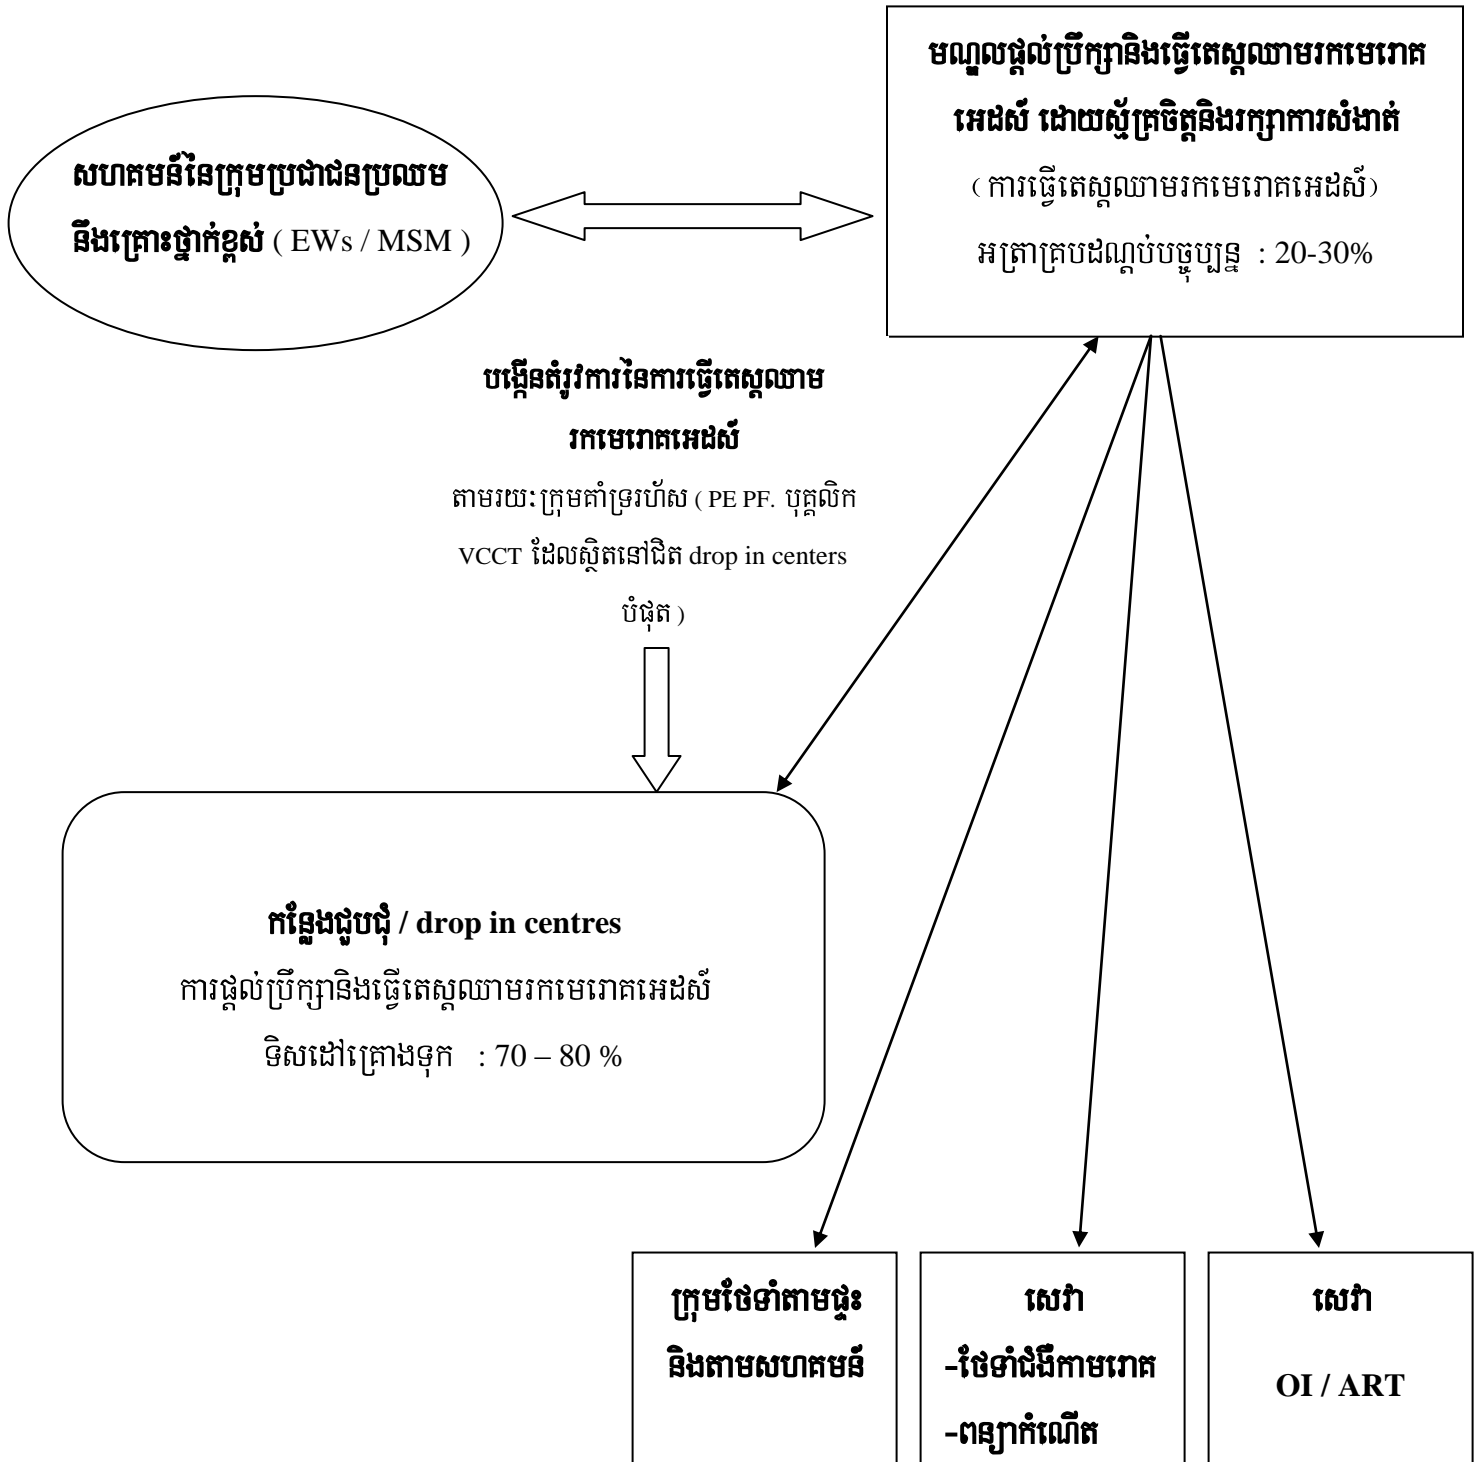 មណ្ឌលផ្តល់ប្រឹក្សានិងធ្វើតេស្តឈាមរកមេរោគ
អេដស៍ ដោយស្ម័គ្រចិត្តនិងរក្សាការសំងាត់
( ការធ្វើតេស្តឈាមរកមេរោគអេដស៍)
អត្រាគ្របដណ្តប់បច្ចុប្បន្ន : 20-30%
សហគមន៍នៃក្រុមប្រជាជនប្រឈម
នឹងគ្រោះថ្នាក់ខ្ពស់ ( EWs / MSM )
បង្កើនតំរូវការនៃការធ្វើតេស្តឈាម
រកមេរោគអេដស៍
តាមរយៈក្រុមគាំទ្ររហ័ស ( PE PF. បុគ្គលិក
VCCT ដែលស្ថិតនៅជិត drop in centers
បំផុត )
កន្លែងជួបជុំ / drop in centres
ការផ្តល់ប្រឹក្សានិងធ្វើតេស្តឈាមរកមេរោគអេដស៍
ទិសដៅគ្រោងទុក : 70 – 80 %
ក្រុមថែទាំតាមផ្ទះ
និងតាមសហគមន៍
សេវា
-ថែទាំជំងឺកាមរោគ
-ពន្យាកំណើត
សេវា
OI / ART